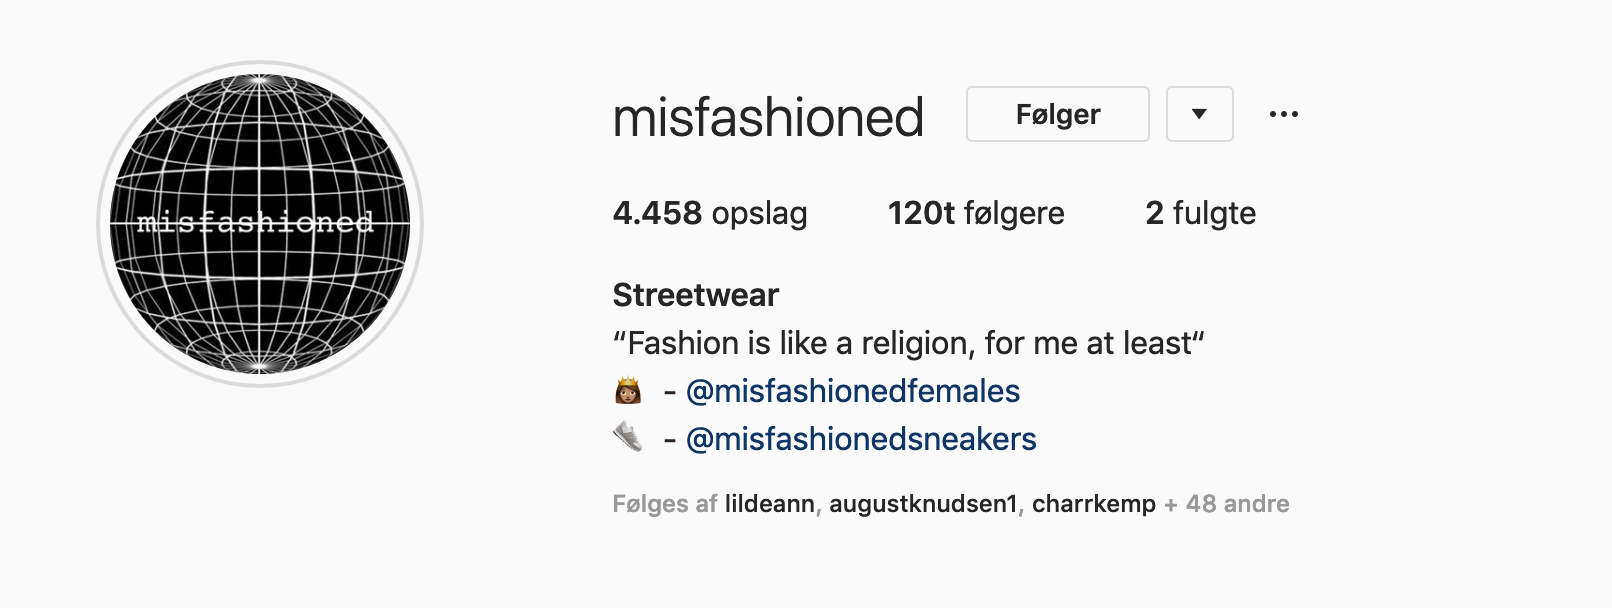 misfashioned
misfashioned Følger
4.458 opslag 120t følgere 2 fulgte
Streetwear
“Fashion is like a religion, for me at least“
- @misfashionedfemales
- @misfashionedsneakers
Følges af lildeann, augustknudsen1, charrkemp + 48 andre